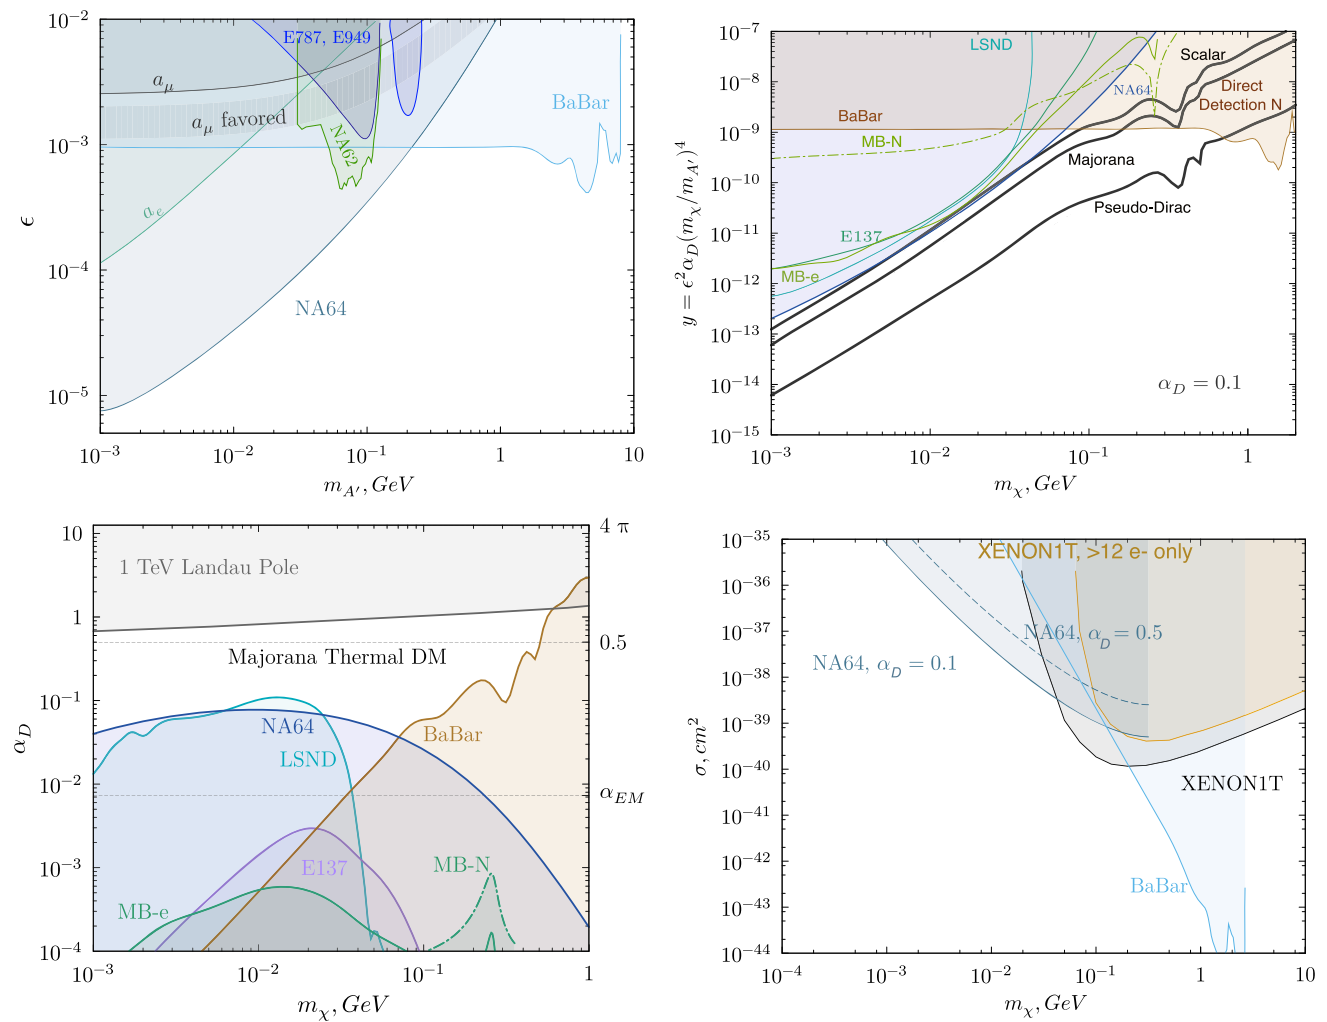 10⁻²
10⁻³
10⁻⁴
10⁻⁵
ϵ
E787, E949
a_μ
a_μ favored
NA62
BaBar
a_e
NA64
10⁻³
10⁻²
10⁻¹
1
10
m_A′, GeV
10⁻⁷
10⁻⁸
10⁻⁹
10⁻¹⁰
10⁻¹¹
10⁻¹²
10⁻¹³
10⁻¹⁴
10⁻¹⁵
y = ϵ²α_D(m_χ/m_A′)⁴
LSND
Scalar
NA64
Direct
Detection N
BaBar
MB-N
Majorana
Pseudo-Dirac
E137
MB-e
α_D = 0.1
10⁻³
10⁻²
10⁻¹
1
m_χ, GeV
10
1
10⁻¹
10⁻²
10⁻³
10⁻⁴
α_D
4 π
0.5
α_EM
1 TeV Landau Pole
Majorana Thermal DM
NA64
LSND
BaBar
E137
MB-N
MB-e
10⁻³
10⁻²
10⁻¹
1
m_χ, GeV
10⁻³⁵
10⁻³⁶
10⁻³⁷
10⁻³⁸
10⁻³⁹
10⁻⁴⁰
10⁻⁴¹
10⁻⁴²
10⁻⁴³
10⁻⁴⁴
σ, cm²
XENON1T, >12 e- only
NA64, α_D = 0.5
NA64, α_D = 0.1
XENON1T
BaBar
10⁻⁴
10⁻³
10⁻²
10⁻¹
1
10
m_χ, GeV